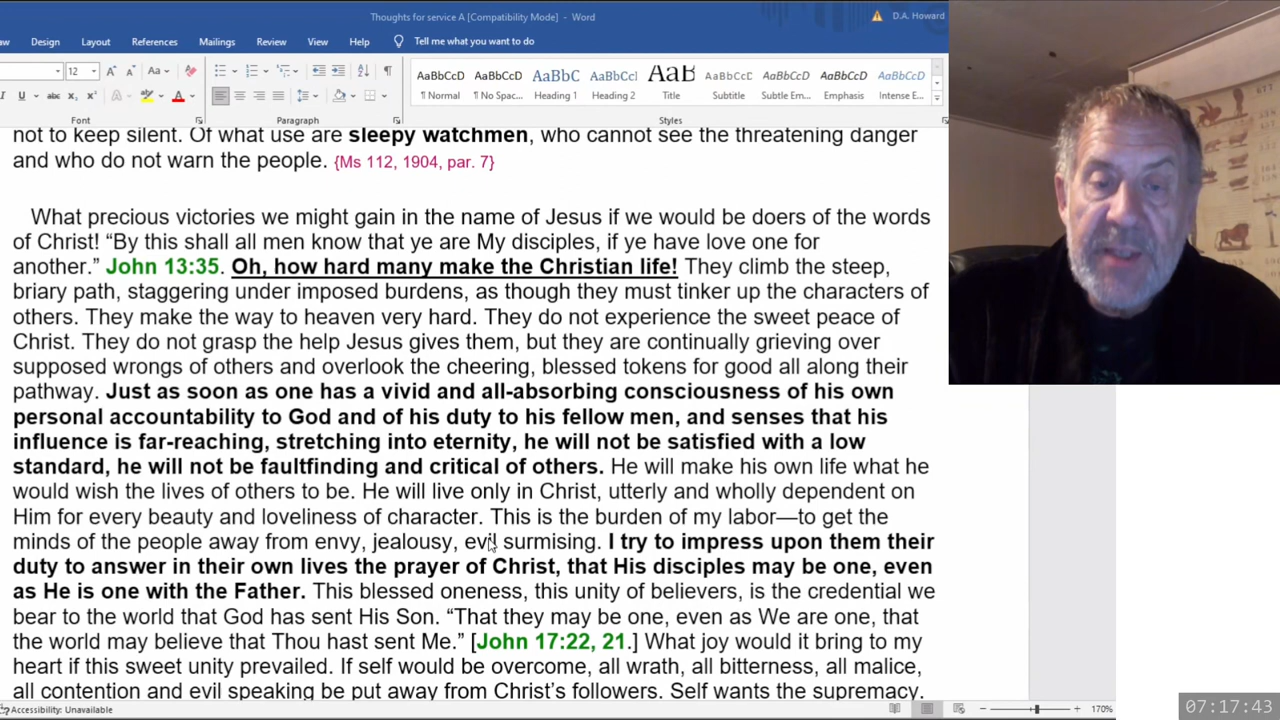 Thoughts for service A [Compatibility Mode] - Word
D.A. Howard
aw Design Layout References Mailings Review View Help Tell me what you want to do
12 Aa
I U abc X₂ X² A
AaBbCcD AaBbCcD AaBbC AaBbCcI AaB AaBbCcD AaBbCcD AaBbCcD AaBbCcD
¶ Normal ¶ No Spac... Heading 1 Heading 2 Title Subtitle Subtle Em... Emphasis Intense E...
Font Paragraph Styles
not to keep silent. Of what use are sleepy watchmen, who cannot see the threatening danger
and who do not warn the people. {Ms 112, 1904, par. 7}
What precious victories we might gain in the name of Jesus if we would be doers of the words
of Christ! “By this shall all men know that ye are My disciples, if ye have love one for
another.” John 13:35. Oh, how hard many make the Christian life! They climb the steep,
briary path, staggering under imposed burdens, as though they must tinker up the characters of
others. They make the way to heaven very hard. They do not experience the sweet peace of
Christ. They do not grasp the help Jesus gives them, but they are continually grieving over
supposed wrongs of others and overlook the cheering, blessed tokens for good all along their
pathway. Just as soon as one has a vivid and all-absorbing consciousness of his own
personal accountability to God and of his duty to his fellow men, and senses that his
influence is far-reaching, stretching into eternity, he will not be satisfied with a low
standard, he will not be faultfinding and critical of others. He will make his own life what he
would wish the lives of others to be. He will live only in Christ, utterly and wholly dependent on
Him for every beauty and loveliness of character. This is the burden of my labor—to get the
minds of the people away from envy, jealousy, evil surmising. I try to impress upon them their
duty to answer in their own lives the prayer of Christ, that His disciples may be one, even
as He is one with the Father. This blessed oneness, this unity of believers, is the credential we
bear to the world that God has sent His Son. “That they may be one, even as We are one, that
the world may believe that Thou hast sent Me.” [John 17:22, 21.] What joy would it bring to my
heart if this sweet unity prevailed. If self would be overcome, all wrath, all bitterness, all malice,
all contention and evil speaking be put away from Christ’s followers. Self wants the supremacy.
Accessibility: Unavailable
170%
07:17:43